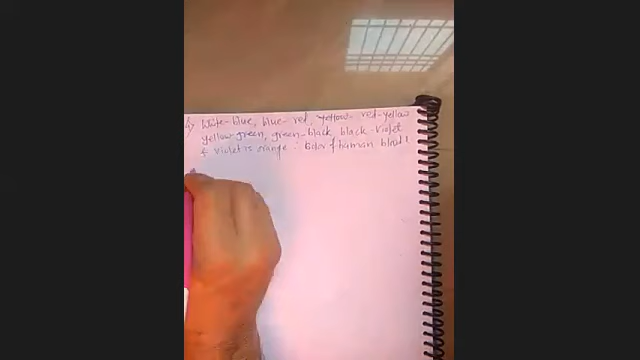 white-blue, blue-red, yellow- red-yellow
yellow-green, green-black black-violet
& violet is orange : Color of human blood